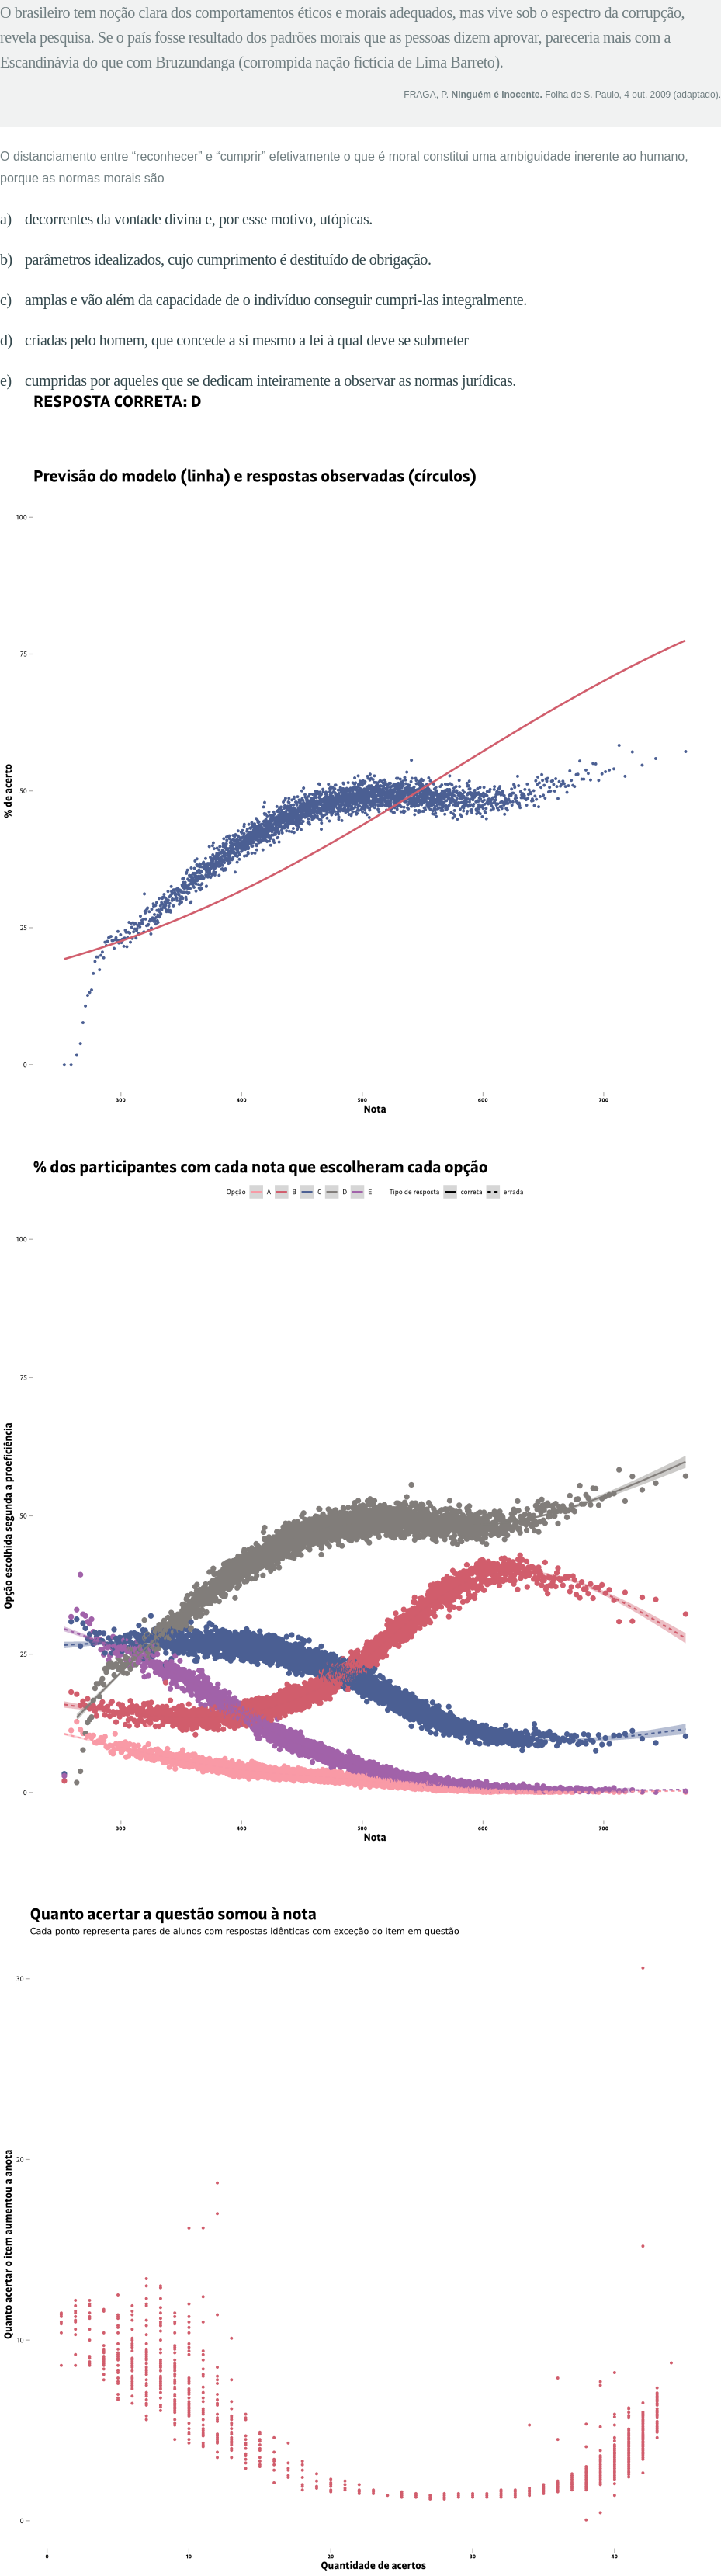 O brasileiro tem noção clara dos comportamentos éticos e morais adequados, mas vive sob o espectro da corrupção,
revela pesquisa. Se o país fosse resultado dos padrões morais que as pessoas dizem aprovar, pareceria mais com a
Escandinávia do que com Bruzundanga (corrompida nação fictícia de Lima Barreto).
FRAGA, P. Ninguém é inocente. Folha de S. Paulo, 4 out. 2009 (adaptado).
O distanciamento entre “reconhecer” e “cumprir” efetivamente o que é moral constitui uma ambiguidade inerente ao humano,
porque as normas morais são
a) decorrentes da vontade divina e, por esse motivo, utópicas.
b) parâmetros idealizados, cujo cumprimento é destituído de obrigação.
c) amplas e vão além da capacidade de o indivíduo conseguir cumpri-las integralmente.
d) criadas pelo homem, que concede a si mesmo a lei à qual deve se submeter
e) cumpridas por aqueles que se dedicam inteiramente a observar as normas jurídicas.
RESPOSTA CORRETA: D
Previsão do modelo (linha) e respostas observadas (círculos)
100
75
50
25
0
% de acerto
300 400 500 600 700
Nota
% dos participantes com cada nota que escolheram cada opção
Opção A B C D E Tipo de resposta correta errada
100
75
50
25
0
Opção escolhida segunda a proeficiência
300 400 500 600 700
Nota
Quanto acertar a questão somou à nota
Cada ponto representa pares de alunos com respostas idênticas com exceção do item em questão
30
20
10
0
Quanto acertar o item aumentou a anota
0 10 20 30 40
Quantidade de acertos